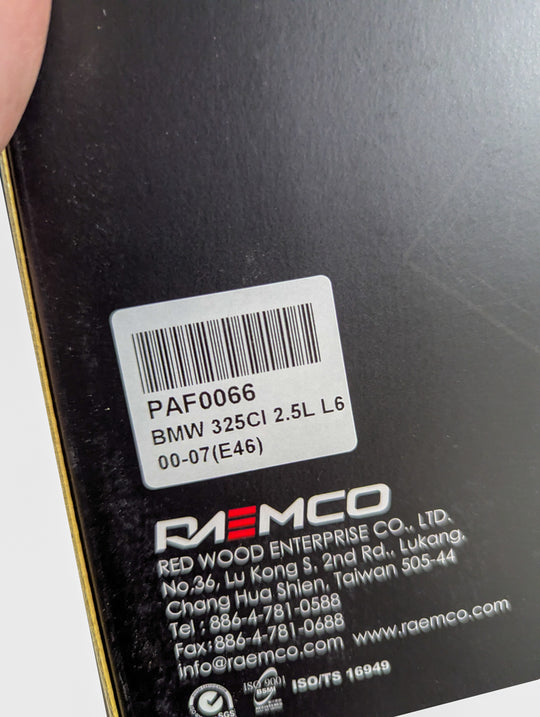 PAF0066
BMW 325CI 2.5L L6
00-07(E46)
RAEMCO
RED WOOD ENTERPRISE CO., LTD.
No.36, Lu Kong S, 2nd Rd., Lukang,
Chang Hua Shien, Taiwan 505-44
Tel : 886-4-781-0588
Fax:886-4-781-0688
info@raemco.com www.raemco.com
SGS ISO 9001 BSMI ISO/TS 16949